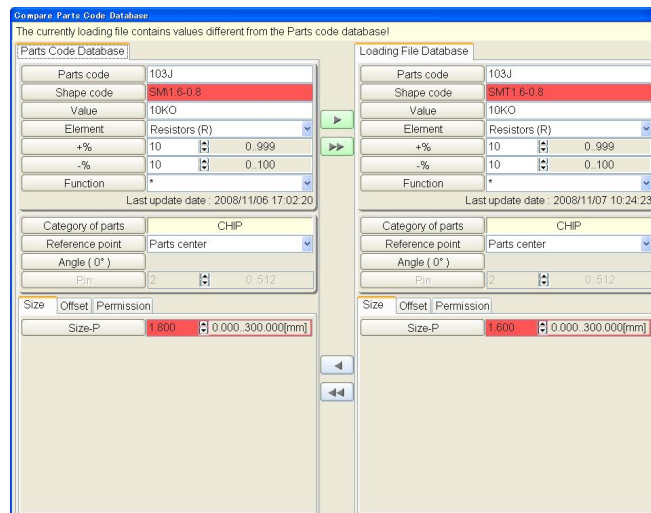 Compare Parts Code Database
The currently loading file contains values different from the Parts code database!
Parts Code Database
Parts code 103J
Shape code SM\1.6-0.8
Value 10KO
Element Resistors (R)
+% 10 0..999
-% 10 0..100
Function *
Last update date : 2008/11/06 17:02:20
Category of parts CHIP
Reference point Parts center
Angle ( 0° )
Pin 2 0..512
Size Offset Permission
Size-P 1.800 0.000..300.000[mm]
Loading File Database
Parts code 103J
Shape code SMT1.6-0.8
Value 10KO
Element Resistors (R)
+% 10 0..999
-% 10 0..100
Function *
Last update date : 2008/11/07 10:24:23
Category of parts CHIP
Reference point Parts center
Angle ( 0° )
Pin 2 0..512
Size Offset Permission
Size-P 1.600 0.000..300.000[mm]